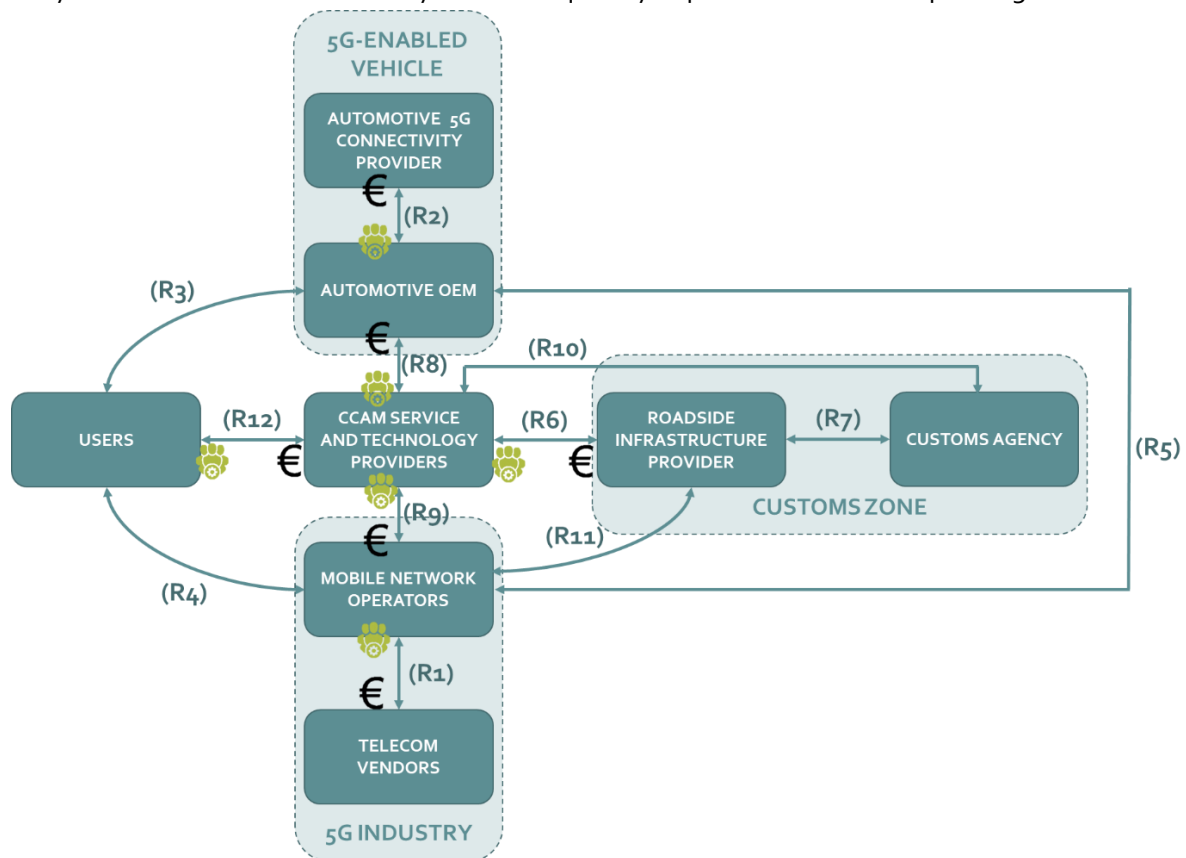 5G-ENABLED
VEHICLE
AUTOMOTIVE 5G
CONNECTIVITY
PROVIDER
€
(R2)
AUTOMOTIVE OEM
(R3)
€
(R8)
(R10)
USERS
(R12)
€
CCAM SERVICE
AND TECHNOLOGY
PROVIDERS
(R6)
€
ROADSIDE
INFRASTRUCTURE
PROVIDER
(R7)
CUSTOMS AGENCY
(R5)
CUSTOMS ZONE
(R9)
€
(R11)
(R4)
MOBILE NETWORK
OPERATORS
(R1)
€
TELECOM
VENDORS
5G INDUSTRY